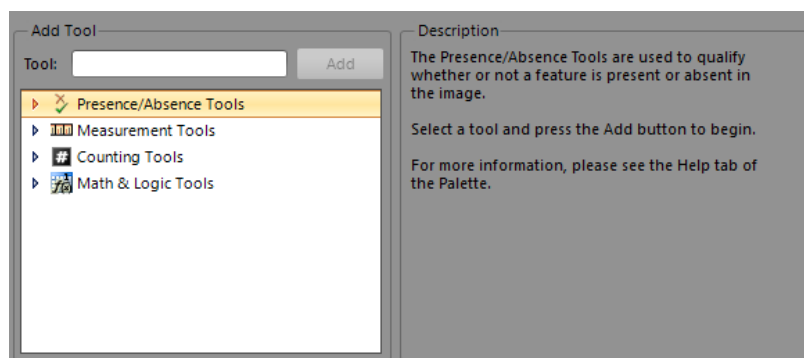 Add Tool
Tool:
Add
Presence/Absence Tools
Measurement Tools
# Counting Tools
Math & Logic Tools
Description
The Presence/Absence Tools are used to qualify
whether or not a feature is present or absent in
the image.
Select a tool and press the Add button to begin.
For more information, please see the Help tab of
the Palette.